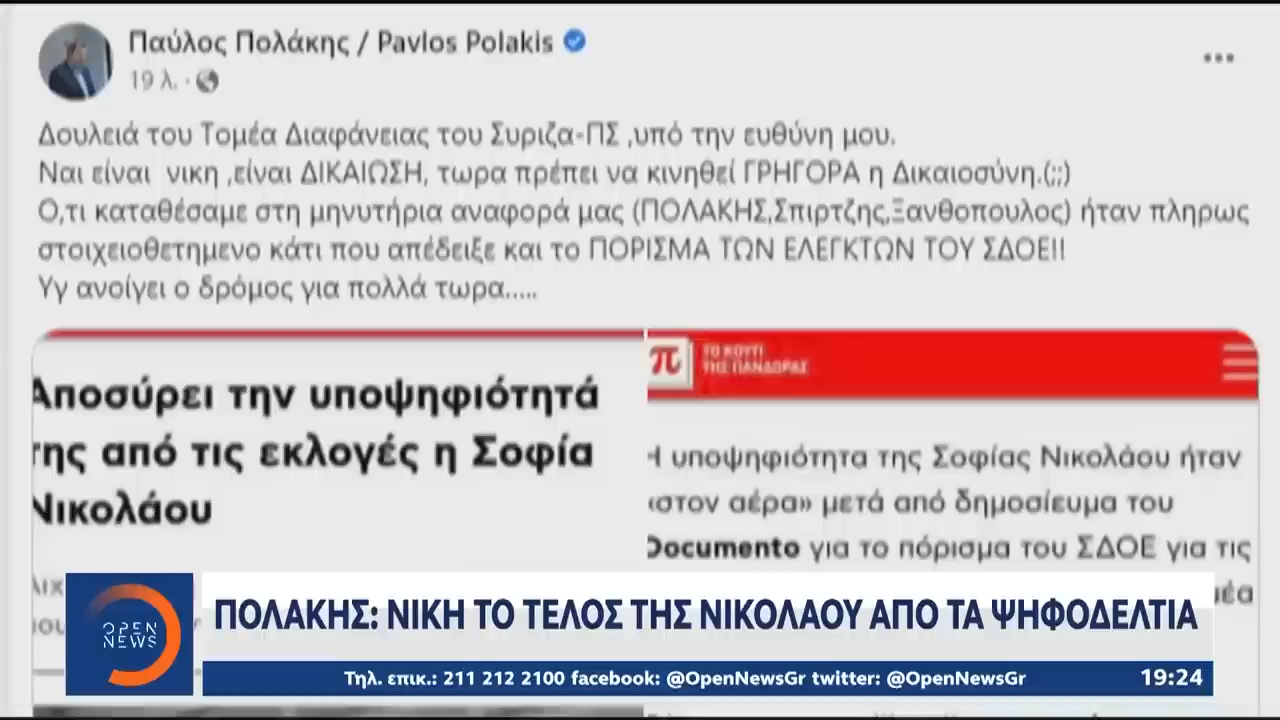 Παύλος Πολάκης / Pavlos Polakis
19 λ. ·
Δουλειά του Τομέα Διαφάνειας του Συριζα-ΠΣ ,υπό την ευθύνη μου.
Ναι είναι νικη ,είναι ΔΙΚΑΙΩΣΗ, τωρα πρέπει να κινηθεί ΓΡΗΓΟΡΑ η Δικαιοσύνη.(;;)
Ο,τι καταθέσαμε στη μηνυτήρια αναφορά μας (ΠΟΛΑΚΗΣ,Σπιρτζης,Ξανθοπουλος) ήταν πληρως
στοιχειοθετημενο κάτι που απέδειξε και το ΠΟΡΙΣΜΑ ΤΩΝ ΕΛΕΓΚΤΩΝ ΤΟΥ ΣΔΟΕ!!
Υγ ανοίγει ο δρόμος για πολλά τωρα.....
Αποσύρει την υποψηφιότητά
της από τις εκλογές η Σοφία
Νικολάου
π ΤΟ ΚΟΥΤΙ
ΤΗΣ ΠΑΝΔΩΡΑΣ
Η υποψηφιότητα της Σοφίας Νικολάου ήταν
«στον αέρα» μετά από δημοσίευμα του
Documento για το πόρισμα του ΣΔΟΕ για τις
OPEN
NEWS
ΠΟΛΑΚΗΣ: ΝΙΚΗ ΤΟ ΤΕΛΟΣ ΤΗΣ ΝΙΚΟΛΑΟΥ ΑΠΟ ΤΑ ΨΗΦΟΔΕΛΤΙΑ
Τηλ. επικ.: 211 212 2100 facebook: @OpenNewsGr twitter: @OpenNewsGr
19:24